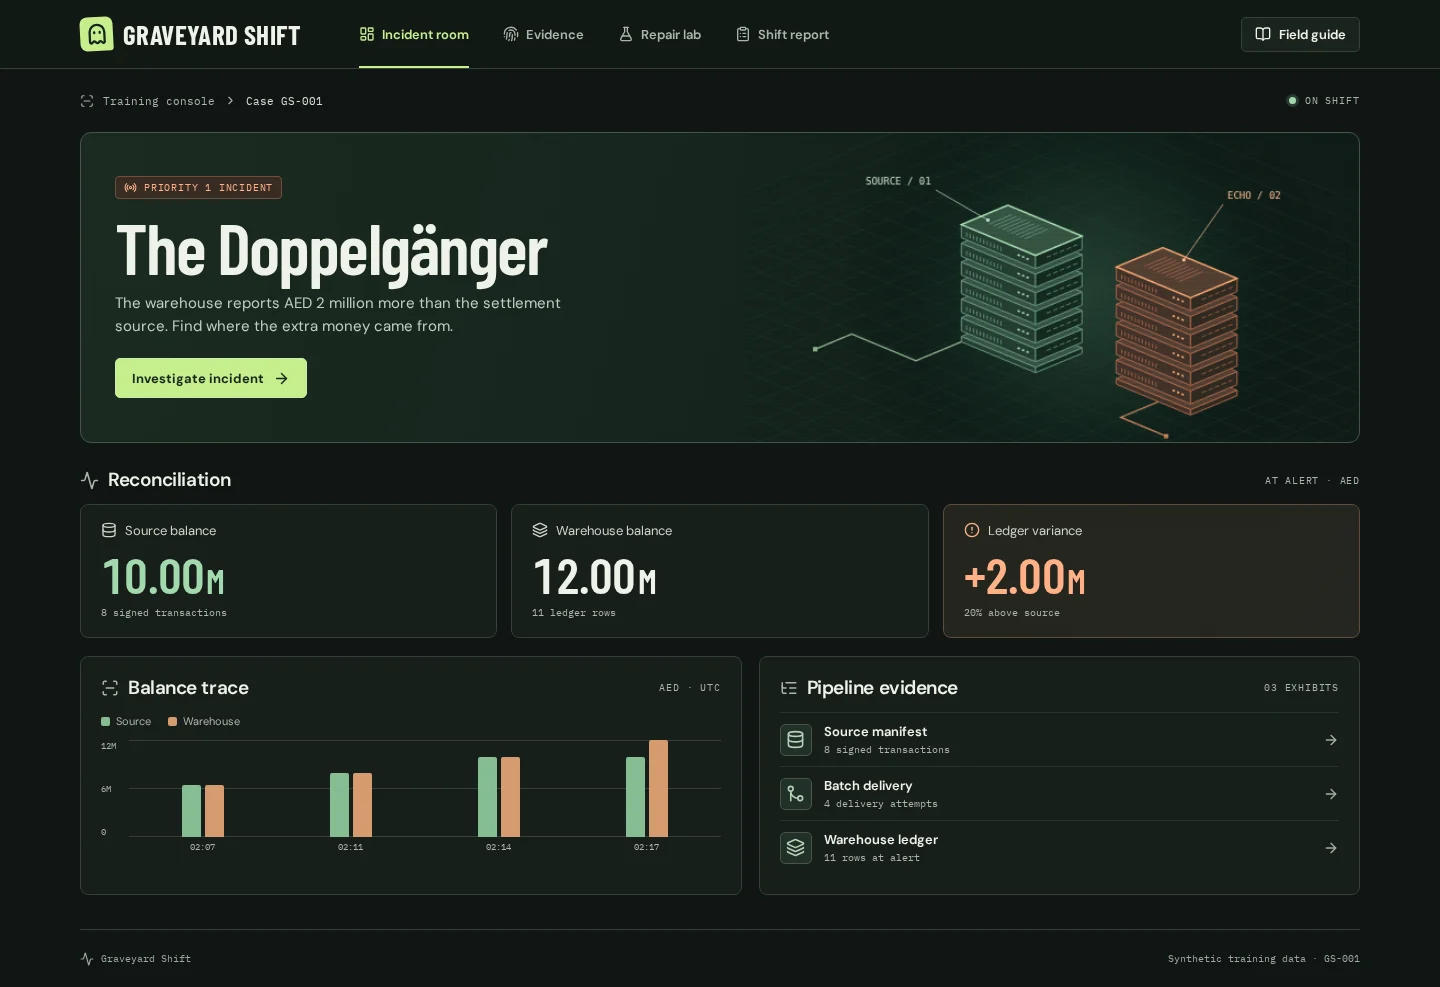 GRAVEYARD SHIFT
Incident room
Evidence
Repair lab
Shift report
Field guide
Training console
Case GS-001
ON SHIFT
PRIORITY 1 INCIDENT
The Doppelgänger
The warehouse reports AED 2 million more than the settlement
source. Find where the extra money came from.
Investigate incident
SOURCE / 01
ECHO / 02
Reconciliation
AT ALERT · AED
Source balance
10.00M
8 signed transactions
Warehouse balance
12.00M
11 ledger rows
Ledger variance
+2.00M
20% above source
Balance trace
AED · UTC
Source
Warehouse
12M
6M
0
02:07
02:11
02:14
02:17
Pipeline evidence
03 EXHIBITS
Source manifest
8 signed transactions
Batch delivery
4 delivery attempts
Warehouse ledger
11 rows at alert
Graveyard Shift
Synthetic training data · GS-001